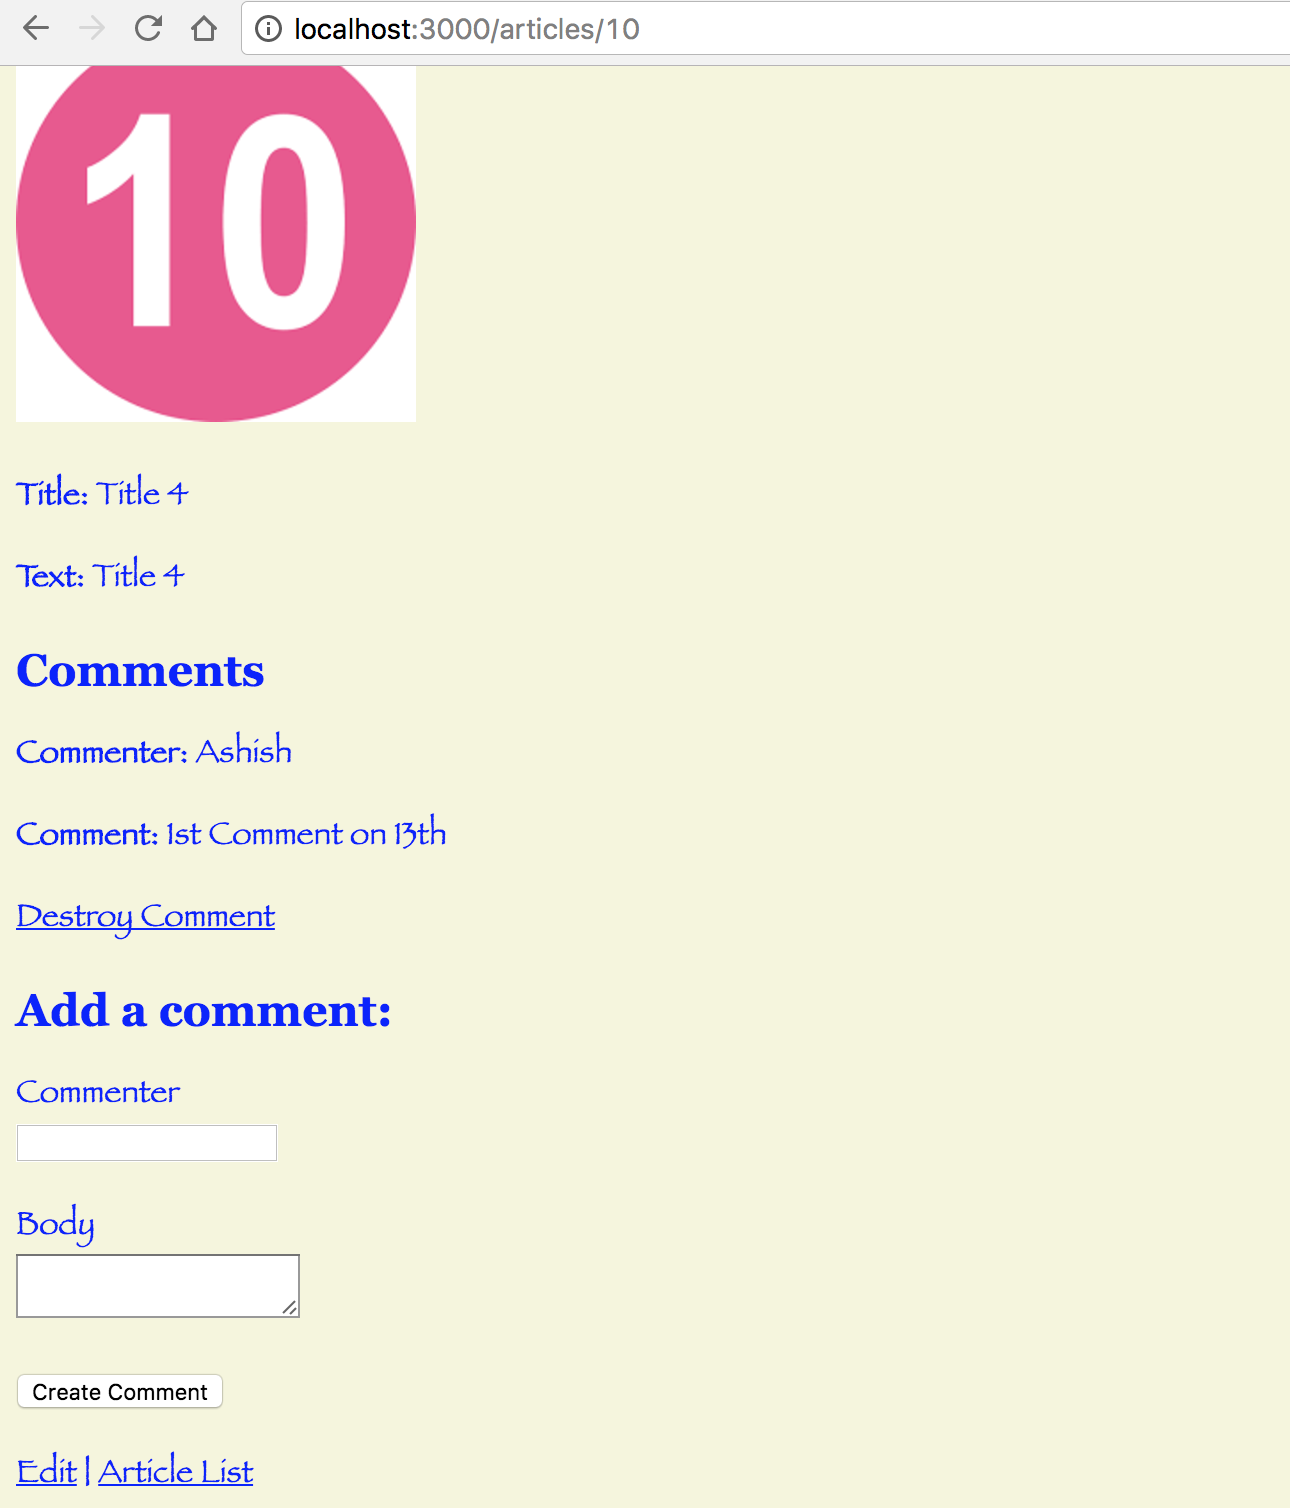 localhost:3000/articles/10
10
Title: Title 4
Text: Title 4
Comments
Commenter: Ashish
Comment: 1st Comment on 13th
Destroy Comment
Add a comment:
Commenter
Body
Create Comment
Edit | Article List